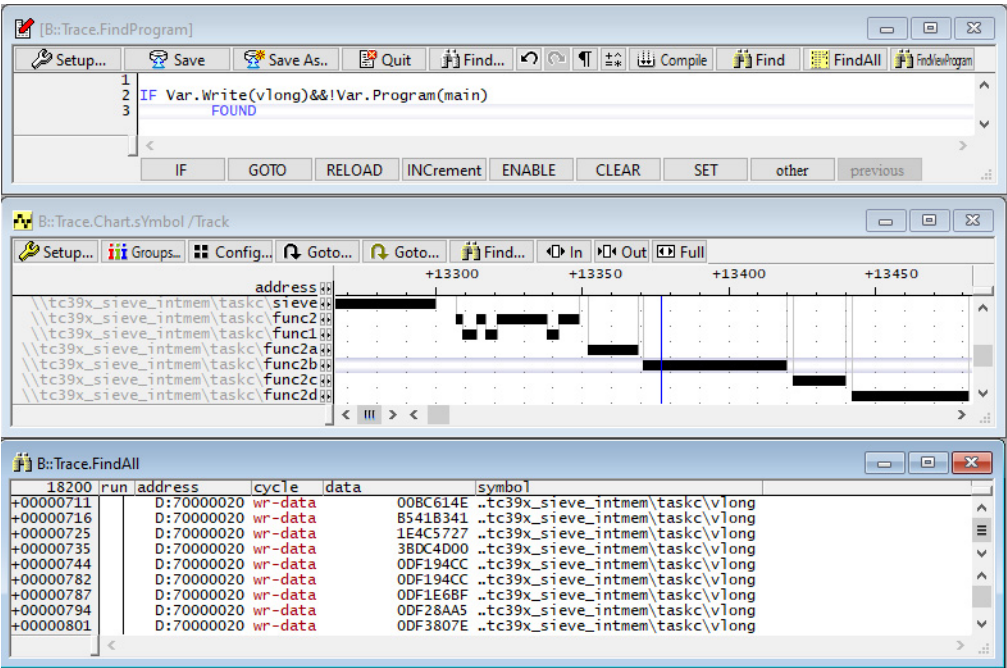 [B::Trace.FindProgram]
Setup... Save Save As.. Quit Find... Compile Find FindAll FindViewProgram
1
2 IF Var.Write(vlong)&&!Var.Program(main)
3 FOUND
IF GOTO RELOAD INCrement ENABLE CLEAR SET other previous
B::Trace.Chart.sYmbol /Track
Setup... Groups... Config... Goto... Goto... Find... In Out Full
+13300 +13350 +13400 +13450
address
\\tc39x_sieve_intmem\taskc\sieve
\\tc39x_sieve_intmem\taskc\func2
\\tc39x_sieve_intmem\taskc\func1
\\tc39x_sieve_intmem\taskc\func2a
\\tc39x_sieve_intmem\taskc\func2b
\\tc39x_sieve_intmem\taskc\func2c
\\tc39x_sieve_intmem\taskc\func2d
B::Trace.FindAll
18200 run address cycle data symbol
+00000711 D:70000020 wr-data 00BC614E ..tc39x_sieve_intmem\taskc\vlong
+00000716 D:70000020 wr-data B541B341 ..tc39x_sieve_intmem\taskc\vlong
+00000725 D:70000020 wr-data 1E4C5727 ..tc39x_sieve_intmem\taskc\vlong
+00000735 D:70000020 wr-data 3BDC4D00 ..tc39x_sieve_intmem\taskc\vlong
+00000744 D:70000020 wr-data 0DF194CC ..tc39x_sieve_intmem\taskc\vlong
+00000782 D:70000020 wr-data 0DF194CC ..tc39x_sieve_intmem\taskc\vlong
+00000787 D:70000020 wr-data 0DF1E6BF ..tc39x_sieve_intmem\taskc\vlong
+00000794 D:70000020 wr-data 0DF28AA5 ..tc39x_sieve_intmem\taskc\vlong
+00000801 D:70000020 wr-data 0DF3807E ..tc39x_sieve_intmem\taskc\vlong